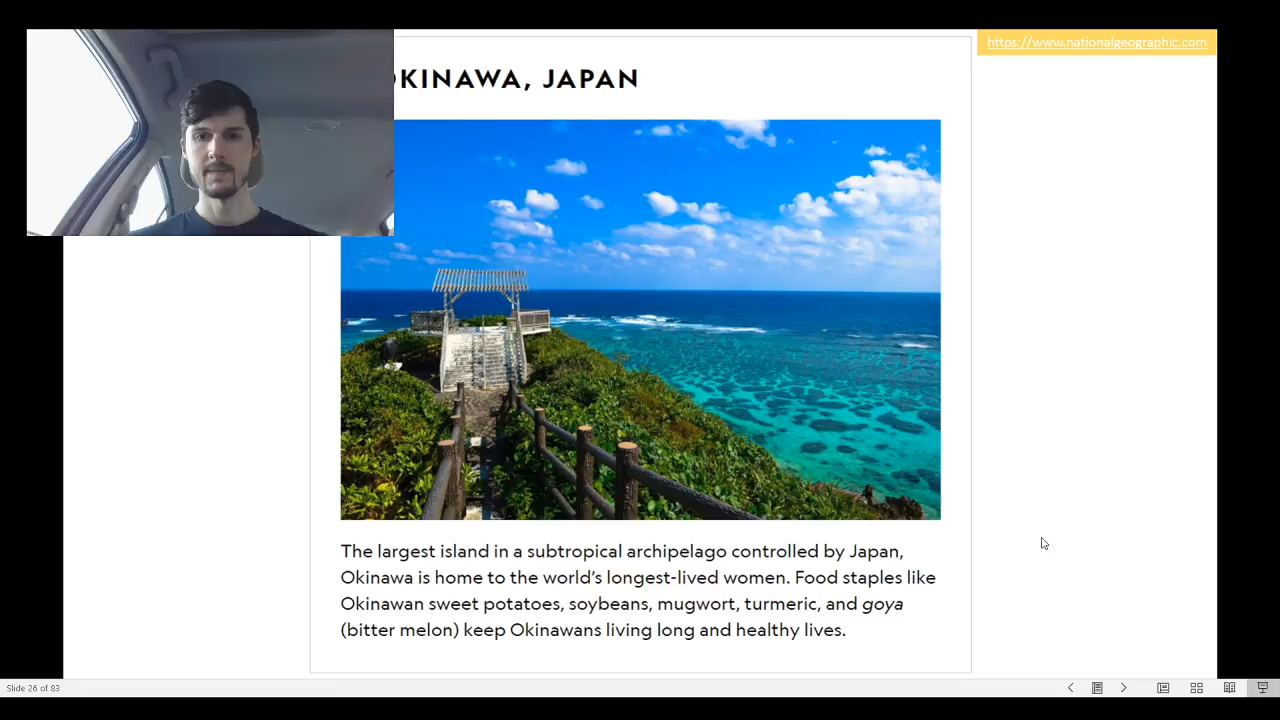 https://www.nationalgeographic.com
OKINAWA, JAPAN
The largest island in a subtropical archipelago controlled by Japan,
Okinawa is home to the world's longest-lived women. Food staples like
Okinawan sweet potatoes, soybeans, mugwort, turmeric, and goya
(bitter melon) keep Okinawans living long and healthy lives.
Slide 26 of 83